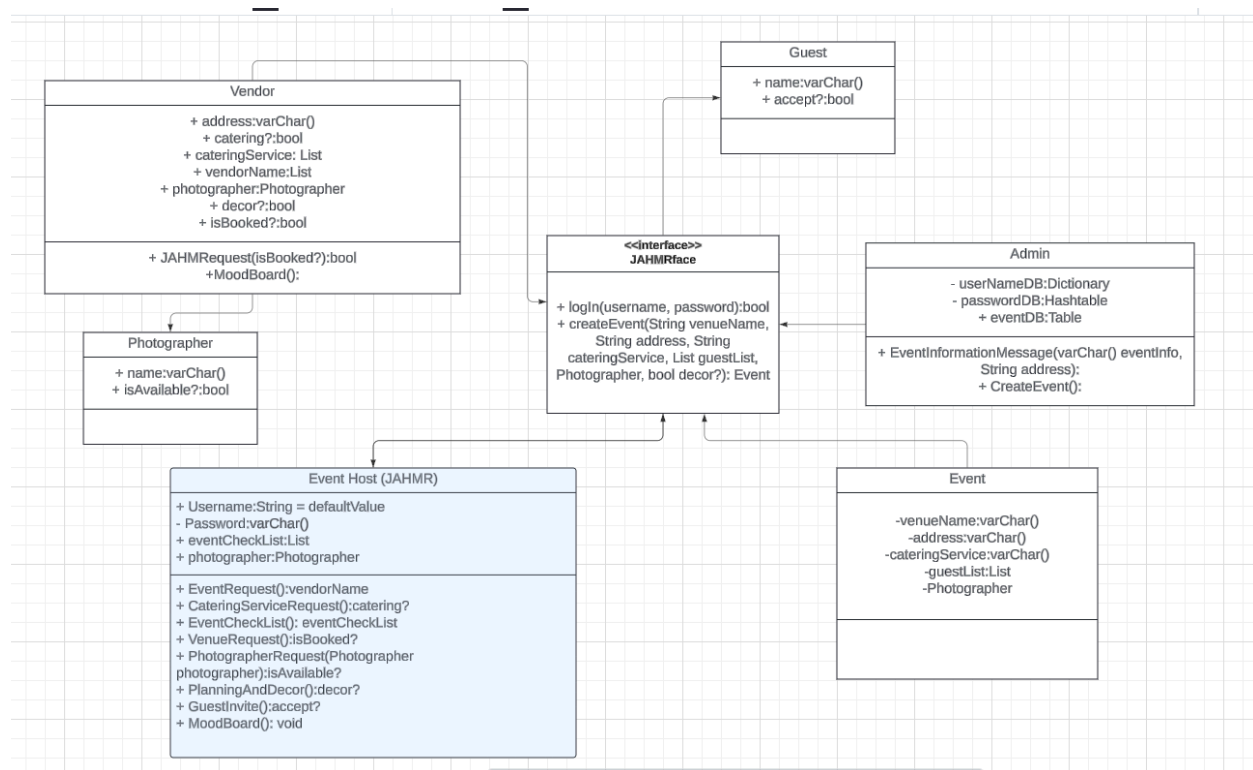 Vendor
+ address:varChar()
+ catering?:bool
+ cateringService: List
+ vendorName:List
+ photographer:Photographer
+ decor?:bool
+ isBooked?:bool
+ JAHMRequest(isBooked?):bool
+MoodBoard():
Guest
+ name:varChar()
+ accept?:bool
<<interface>>
JAHMRface
+ logIn(username, password):bool
+ createEvent(String venueName,
String address, String
cateringService, List guestList,
Photographer, bool decor?): Event
Admin
- userNameDB:Dictionary
- passwordDB:Hashtable
+ eventDB:Table
+ EventInformationMessage(varChar() eventInfo,
String address):
+ CreateEvent():
Photographer
+ name:varChar()
+ isAvailable?:bool
Event Host (JAHMR)
+ Username:String = defaultValue
- Password:varChar()
+ eventCheckList:List
+ photographer:Photographer
+ EventRequest():vendorName
+ CateringServiceRequest():catering?
+ EventCheckList(): eventCheckList
+ VenueRequest():isBooked?
+ PhotographerRequest(Photographer
photographer):isAvailable?
+ PlanningAndDecor():decor?
+ GuestInvite():accept?
+ MoodBoard(): void
Event
-venueName:varChar()
-address:varChar()
-cateringService:varChar()
-guestList:List
-Photographer